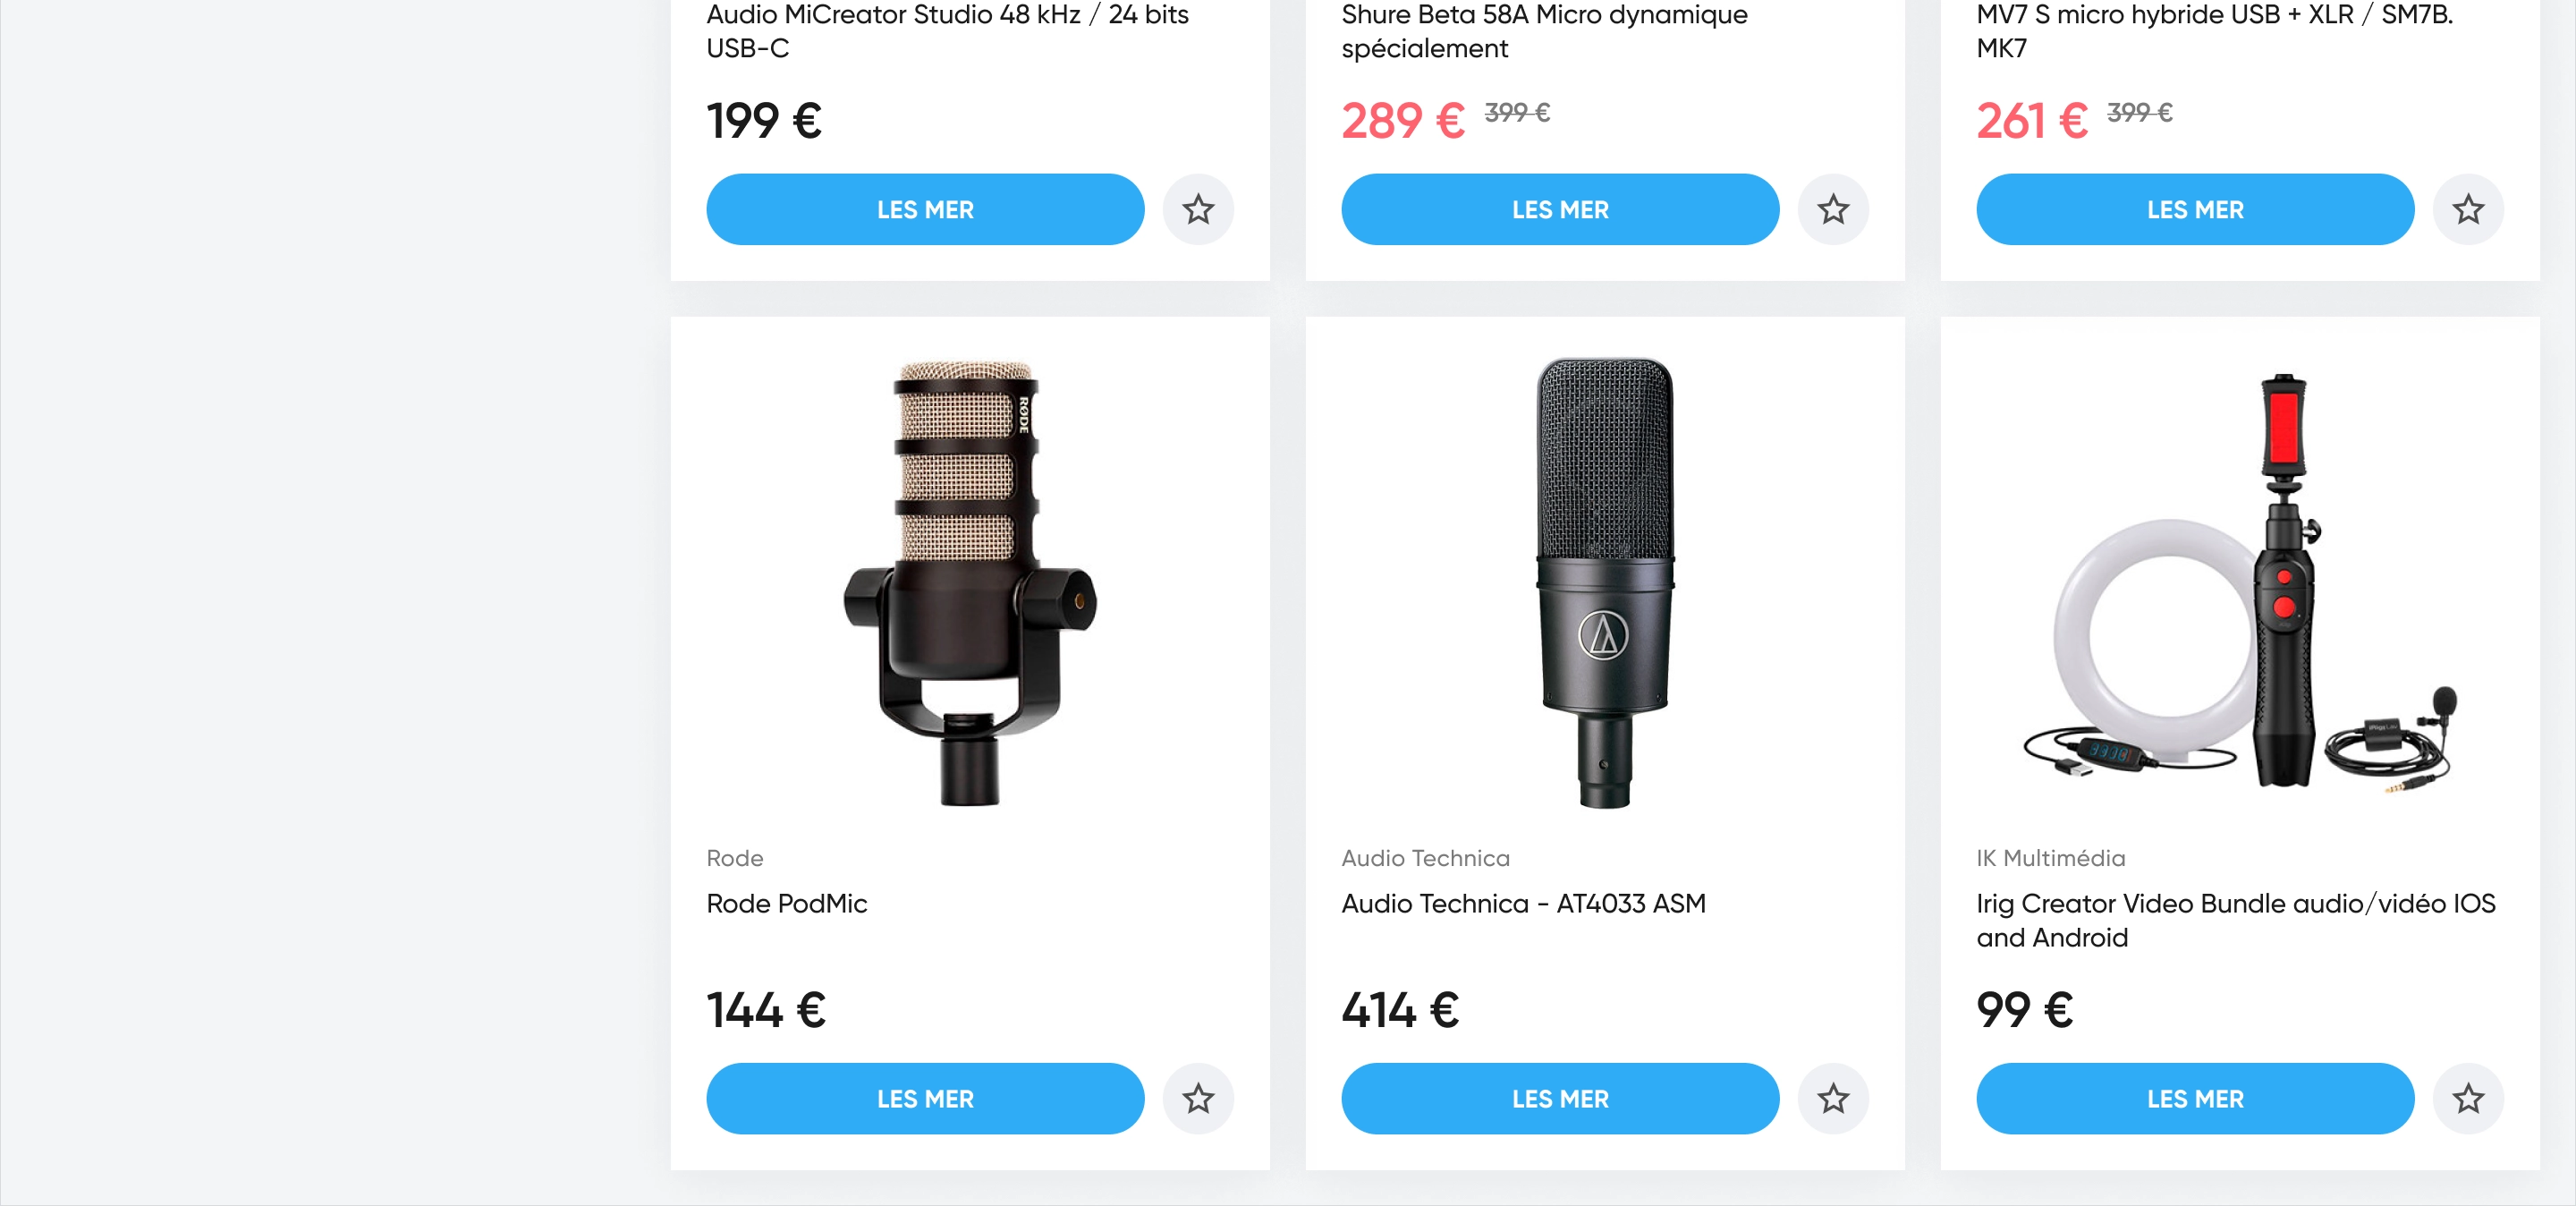 Audio MiCreator Studio 48 kHz / 24 bits
USB-C
199 €
LES MER
Shure Beta 58A Micro dynamique
spécialement
289 € 399 €
LES MER
MV7 S micro hybride USB + XLR / SM7B.
MK7
261 € 399 €
LES MER
RØDE
Rode
Rode PodMic
144 €
LES MER
Audio Technica
Audio Technica - AT4033 ASM
414 €
LES MER
IK Multimédia
Irig Creator Video Bundle audio/vidéo IOS
and Android
99 €
LES MER